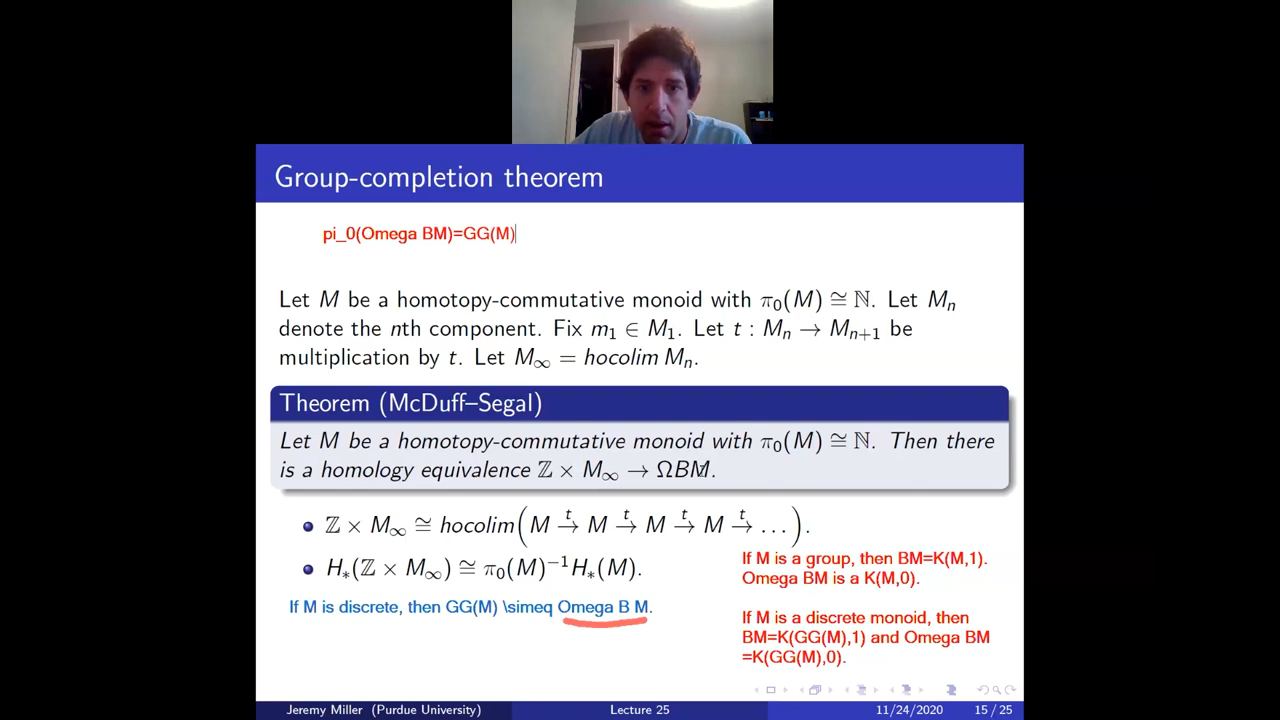 Group-completion theorem
pi_0(Omega BM)=GG(M)
Let M be a homotopy-commutative monoid with π₀(M) ≅ ℕ. Let Mₙ
denote the nth component. Fix m₁ ∈ M₁. Let t : Mₙ → Mₙ₊₁ be
multiplication by t. Let M∞ = hocolim Mₙ.
Theorem (McDuff–Segal)
Let M be a homotopy-commutative monoid with π₀(M) ≅ ℕ. Then there
is a homology equivalence ℤ × M∞ → ΩBM.
ℤ × M∞ ≅ hocolim(M →ᵗ M →ᵗ M →ᵗ M →ᵗ ...).
H∗(ℤ × M∞) ≅ π₀(M)⁻¹H∗(M).
If M is discrete, then GG(M) \simeq Omega B M.
If M is a group, then BM=K(M,1).
Omega BM is a K(M,0).
If M is a discrete monoid, then
BM=K(GG(M),1) and Omega BM
=K(GG(M),0).
Jeremy Miller (Purdue University) Lecture 25 11/24/2020 15 / 25